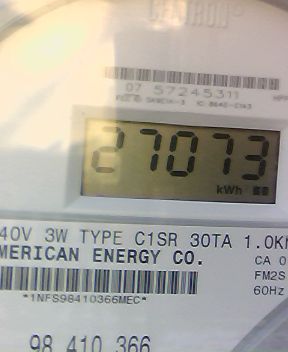 CENTRON®
07 57245311
27073
kWh
40V 3W TYPE C1SR 30TA 1.0K
MERICAN ENERGY CO.
CA 0
FM2S
60Hz
*1NFS98410366MEC*
98 410 366